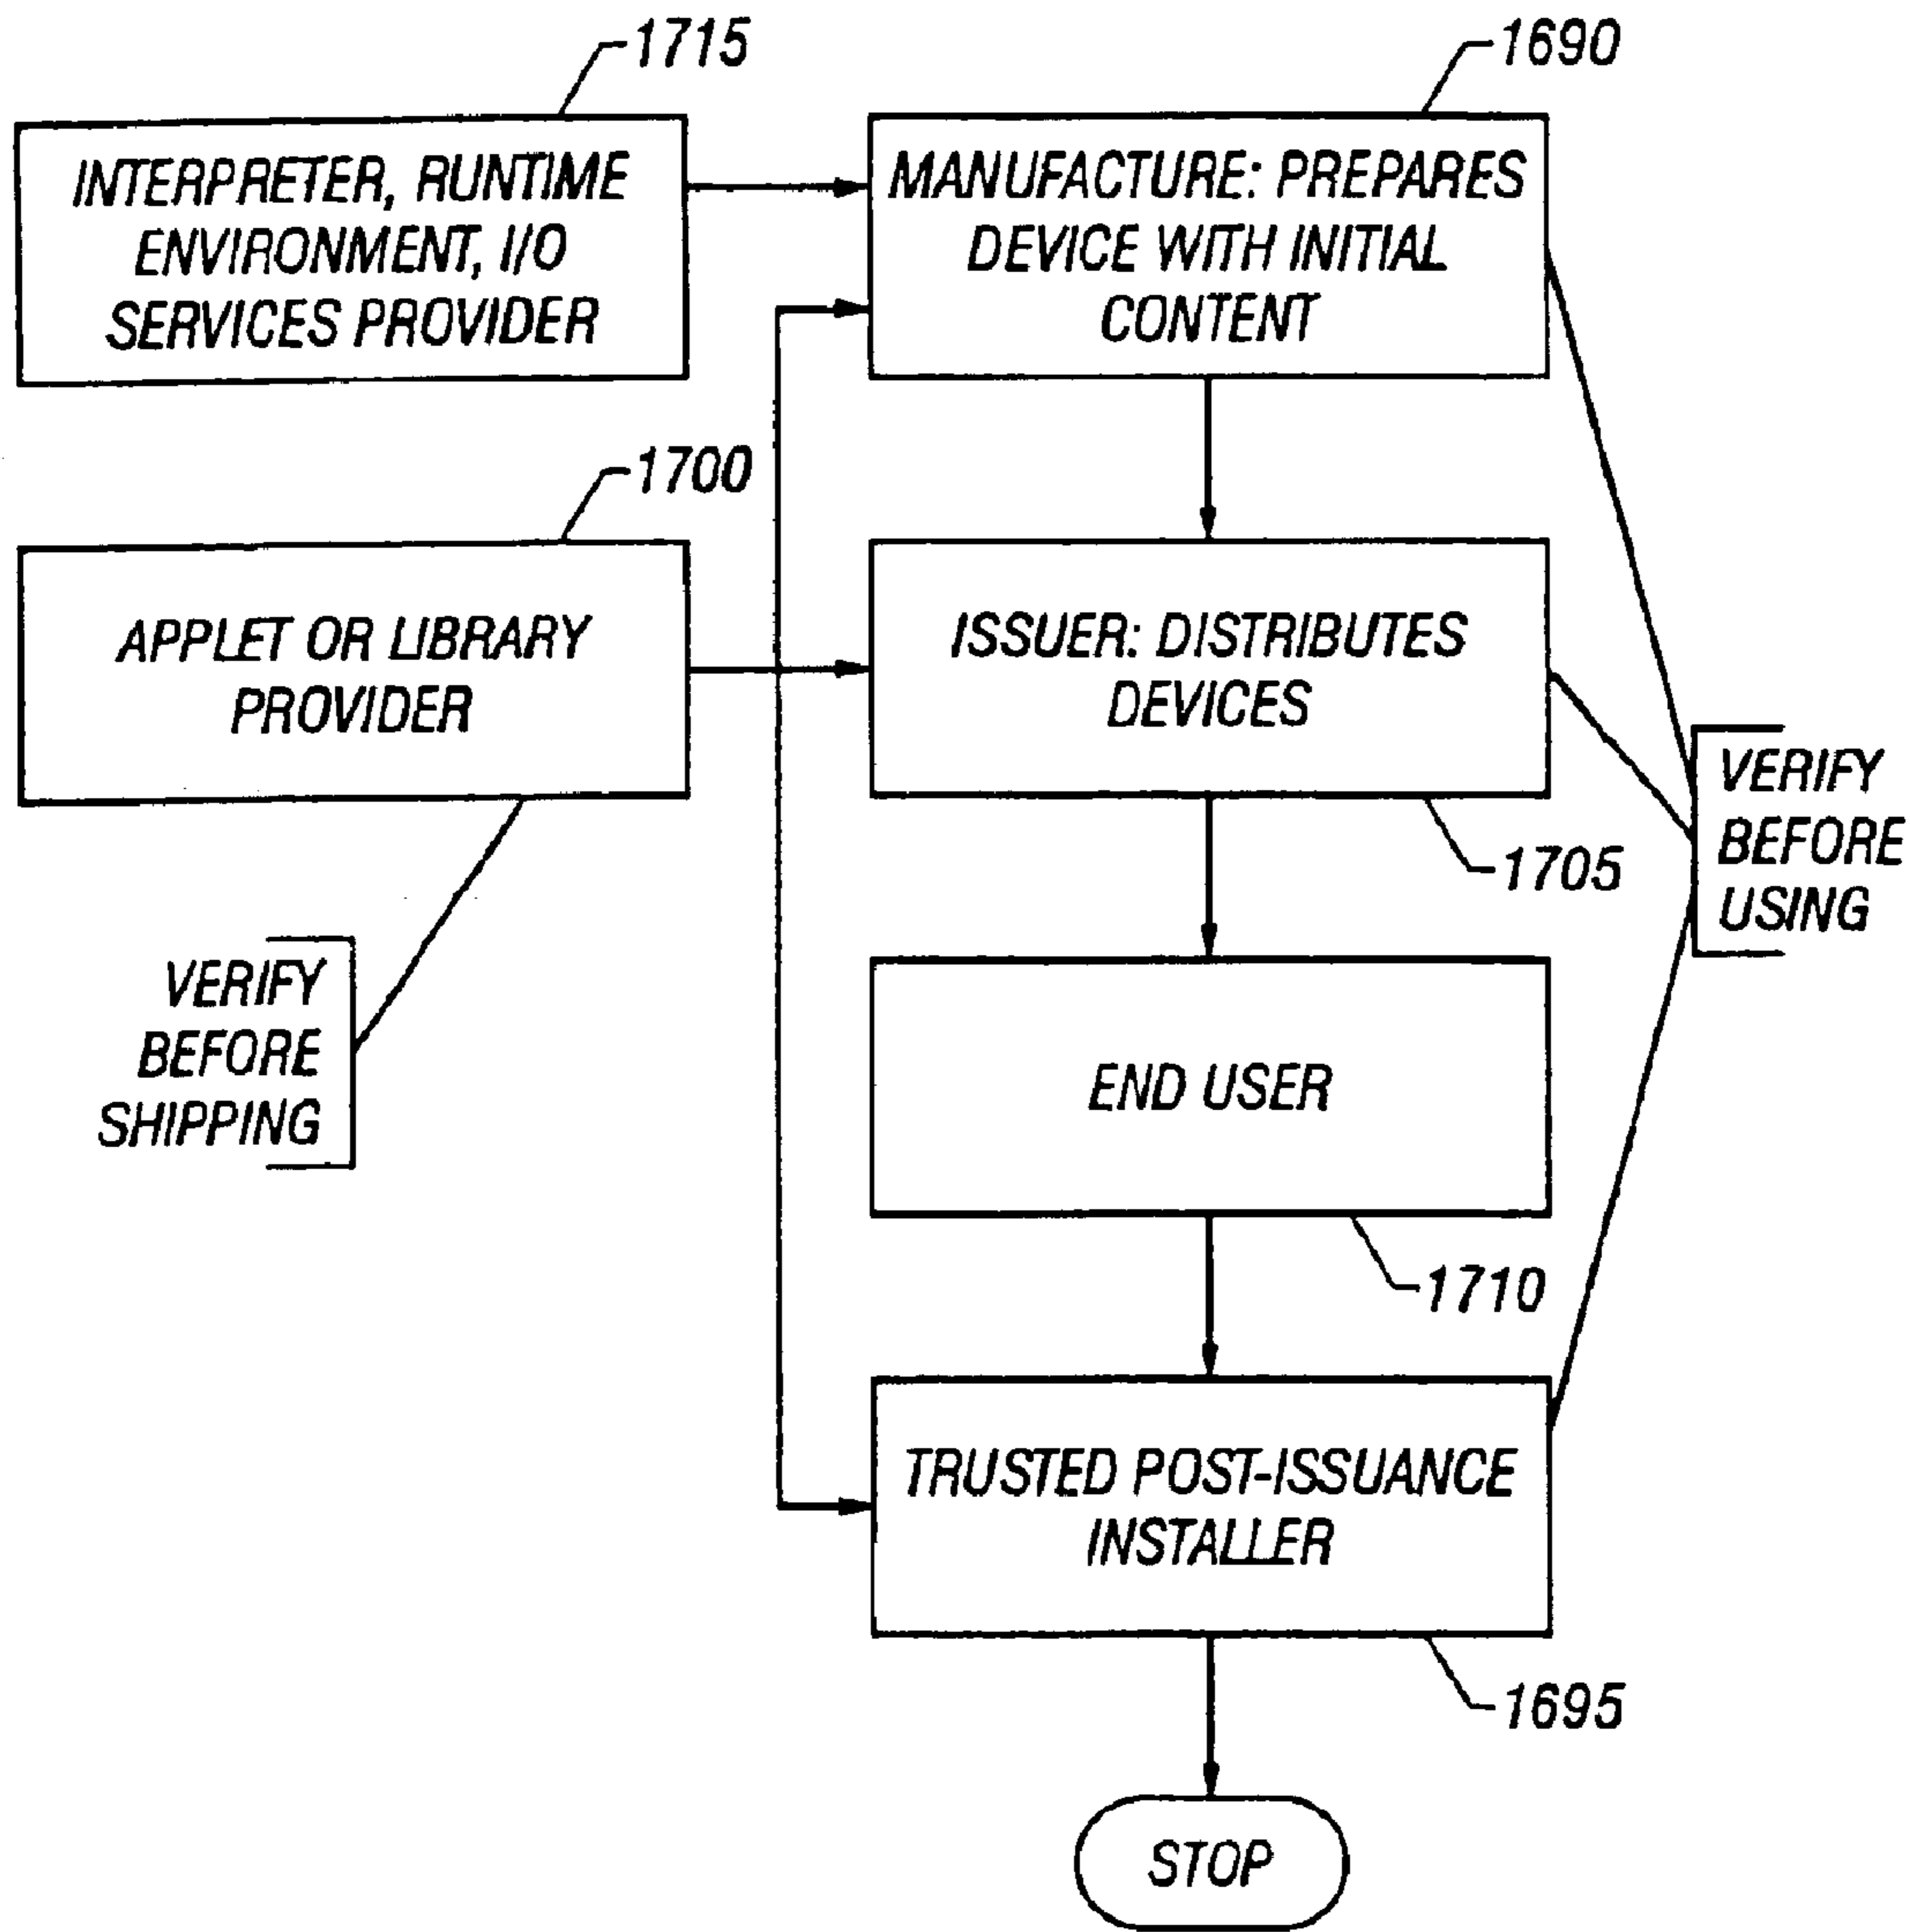 1715
INTERPRETER, RUNTIME
ENVIRONMENT, I/O
SERVICES PROVIDER
1690
MANUFACTURE: PREPARES
DEVICE WITH INITIAL
CONTENT
1700
APPLET OR LIBRARY
PROVIDER
VERIFY
BEFORE
SHIPPING
ISSUER: DISTRIBUTES
DEVICES
1705
VERIFY
BEFORE
USING
END USER
1710
TRUSTED POST-ISSUANCE
INSTALLER
1695
STOP